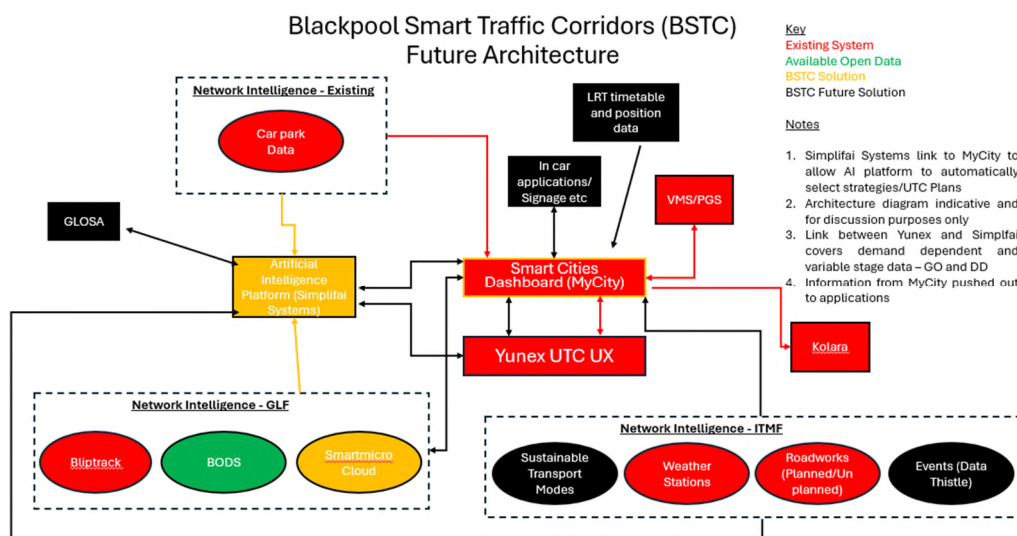 Blackpool Smart Traffic Corridors (BSTC)
Future Architecture
Key
Existing System
Available Open Data
BSTC Solution
BSTC Future Solution
Notes
1. Simplifai Systems link to MyCity to
allow AI platform to automatically
select strategies/UTC Plans
2. Architecture diagram indicative and
for discussion purposes only
3. Link between Yunex and Simplfai
covers demand dependent and
variable stage data – GO and DD
4. Information from MyCity pushed out
to applications
Network Intelligence - Existing
Car park
Data
LRT timetable
and position
data
In car
applications/
Signage etc
VMS/PGS
GLOSA
Artificial
Intelligence
Platform (Simplifai
Systems)
Smart Cities
Dashboard (MyCity)
Yunex UTC UX
Kolara
Network Intelligence - GLF
Bliptrack
BODS
Smartmicro
Cloud
Network Intelligence - ITMF
Sustainable
Transport
Modes
Weather
Stations
Roadworks
(Planned/Un
planned)
Events (Data
Thistle)